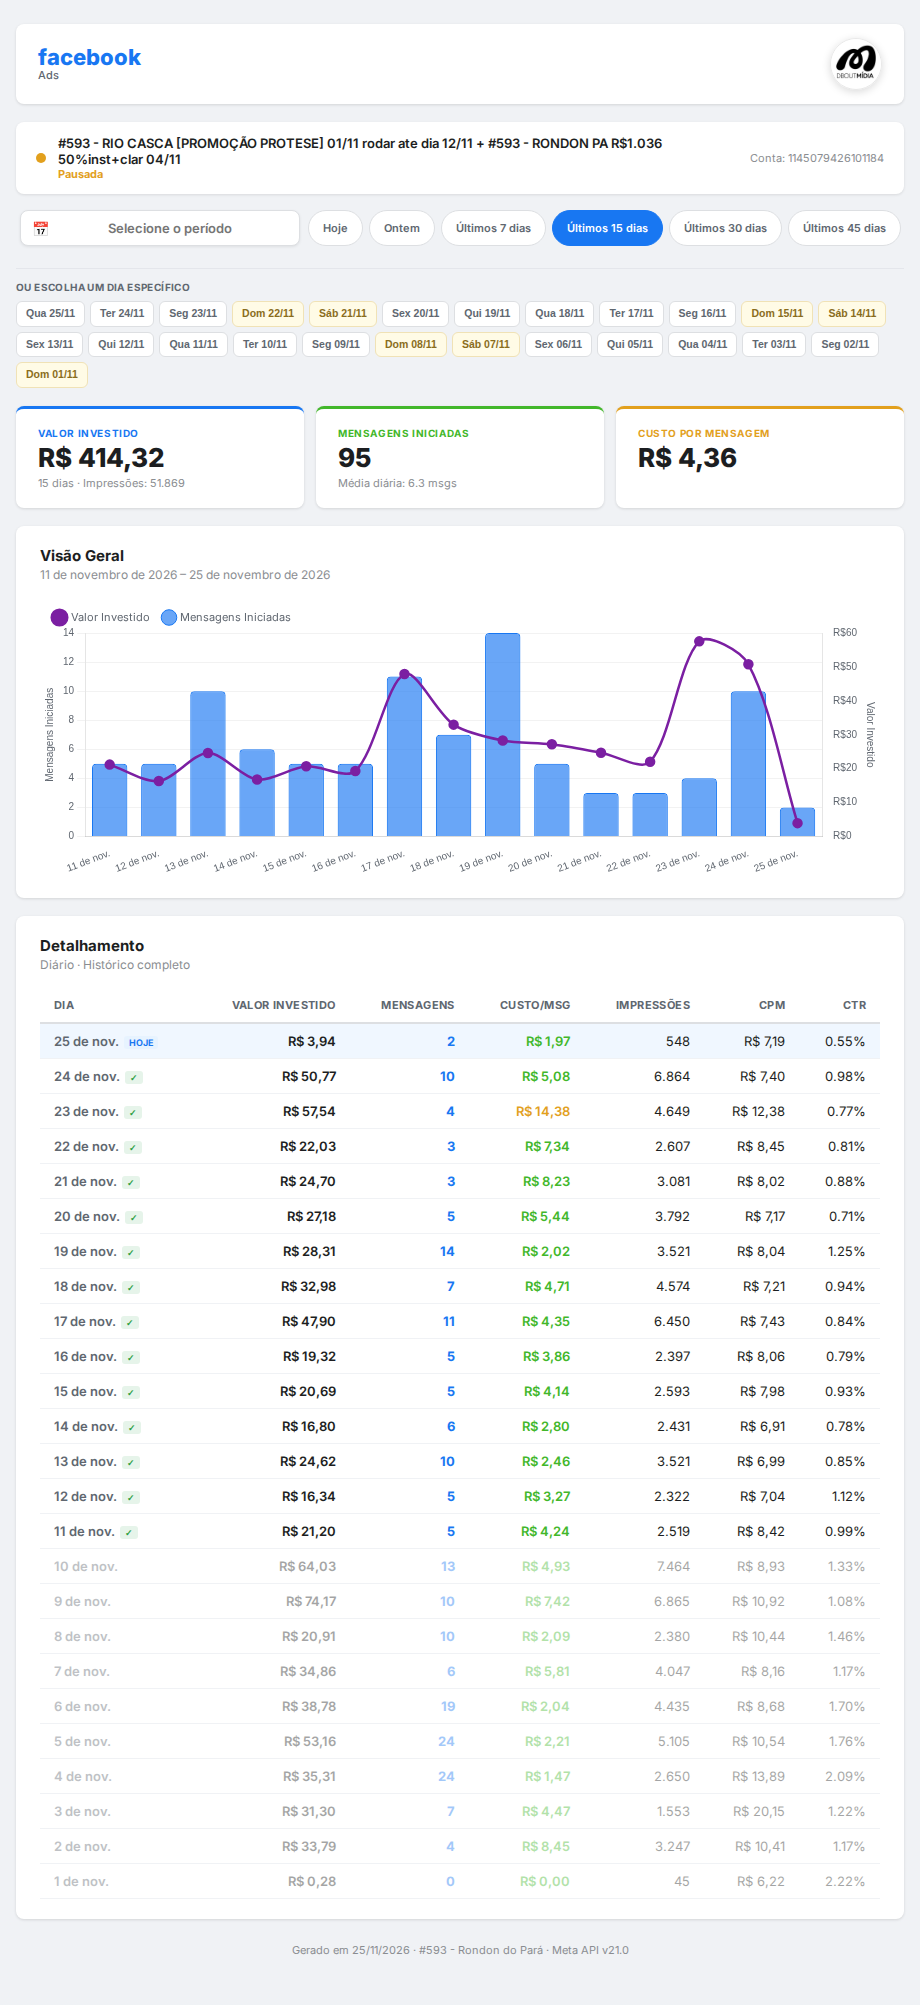 facebook
Ads
DBOUTMÍDIA
#593 - RIO CASCA [PROMOÇÃO PROTESE] 01/11 rodar ate dia 12/11 + #593 - RONDON PA R$1.036
50%inst+clar 04/11
Pausada
Conta: 1145079426101184
📅 Selecione o período Hoje Ontem Últimos 7 dias Últimos 15 dias Últimos 30 dias Últimos 45 dias
OU ESCOLHA UM DIA ESPECÍFICO
Qua 25/11 Ter 24/11 Seg 23/11 Dom 22/11 Sáb 21/11 Sex 20/11 Qui 19/11 Qua 18/11 Ter 17/11 Seg 16/11 Dom 15/11 Sáb 14/11
Sex 13/11 Qui 12/11 Qua 11/11 Ter 10/11 Seg 09/11 Dom 08/11 Sáb 07/11 Sex 06/11 Qui 05/11 Qua 04/11 Ter 03/11 Seg 02/11
Dom 01/11
VALOR INVESTIDO
R$ 414,32
15 dias · Impressões: 51.869
MENSAGENS INICIADAS
95
Média diária: 6.3 msgs
CUSTO POR MENSAGEM
R$ 4,36
Visão Geral
11 de novembro de 2026 – 25 de novembro de 2026
Valor Investido Mensagens Iniciadas
Mensagens Iniciadas
14
12
10
8
6
4
2
0
R$60
R$50
R$40
R$30
R$20
R$10
R$0
Valor Investido
11 de nov. 12 de nov. 13 de nov. 14 de nov. 15 de nov. 16 de nov. 17 de nov. 18 de nov. 19 de nov. 20 de nov. 21 de nov. 22 de nov. 23 de nov. 24 de nov. 25 de nov.
Detalhamento
Diário · Histórico completo
DIA VALOR INVESTIDO MENSAGENS CUSTO/MSG IMPRESSÕES CPM CTR
25 de nov. HOJE R$ 3,94 2 R$ 1,97 548 R$ 7,19 0.55%
24 de nov. ✓ R$ 50,77 10 R$ 5,08 6.864 R$ 7,40 0.98%
23 de nov. ✓ R$ 57,54 4 R$ 14,38 4.649 R$ 12,38 0.77%
22 de nov. ✓ R$ 22,03 3 R$ 7,34 2.607 R$ 8,45 0.81%
21 de nov. ✓ R$ 24,70 3 R$ 8,23 3.081 R$ 8,02 0.88%
20 de nov. ✓ R$ 27,18 5 R$ 5,44 3.792 R$ 7,17 0.71%
19 de nov. ✓ R$ 28,31 14 R$ 2,02 3.521 R$ 8,04 1.25%
18 de nov. ✓ R$ 32,98 7 R$ 4,71 4.574 R$ 7,21 0.94%
17 de nov. ✓ R$ 47,90 11 R$ 4,35 6.450 R$ 7,43 0.84%
16 de nov. ✓ R$ 19,32 5 R$ 3,86 2.397 R$ 8,06 0.79%
15 de nov. ✓ R$ 20,69 5 R$ 4,14 2.593 R$ 7,98 0.93%
14 de nov. ✓ R$ 16,80 6 R$ 2,80 2.431 R$ 6,91 0.78%
13 de nov. ✓ R$ 24,62 10 R$ 2,46 3.521 R$ 6,99 0.85%
12 de nov. ✓ R$ 16,34 5 R$ 3,27 2.322 R$ 7,04 1.12%
11 de nov. ✓ R$ 21,20 5 R$ 4,24 2.519 R$ 8,42 0.99%
10 de nov. R$ 64,03 13 R$ 4,93 7.464 R$ 8,93 1.33%
9 de nov. R$ 74,17 10 R$ 7,42 6.865 R$ 10,92 1.08%
8 de nov. R$ 20,91 10 R$ 2,09 2.380 R$ 10,44 1.46%
7 de nov. R$ 34,86 6 R$ 5,81 4.047 R$ 8,16 1.17%
6 de nov. R$ 38,78 19 R$ 2,04 4.435 R$ 8,68 1.70%
5 de nov. R$ 53,16 24 R$ 2,21 5.105 R$ 10,54 1.76%
4 de nov. R$ 35,31 24 R$ 1,47 2.650 R$ 13,89 2.09%
3 de nov. R$ 31,30 7 R$ 4,47 1.553 R$ 20,15 1.22%
2 de nov. R$ 33,79 4 R$ 8,45 3.247 R$ 10,41 1.17%
1 de nov. R$ 0,28 0 R$ 0,00 45 R$ 6,22 2.22%
Gerado em 25/11/2026 · #593 - Rondon do Pará · Meta API v21.0